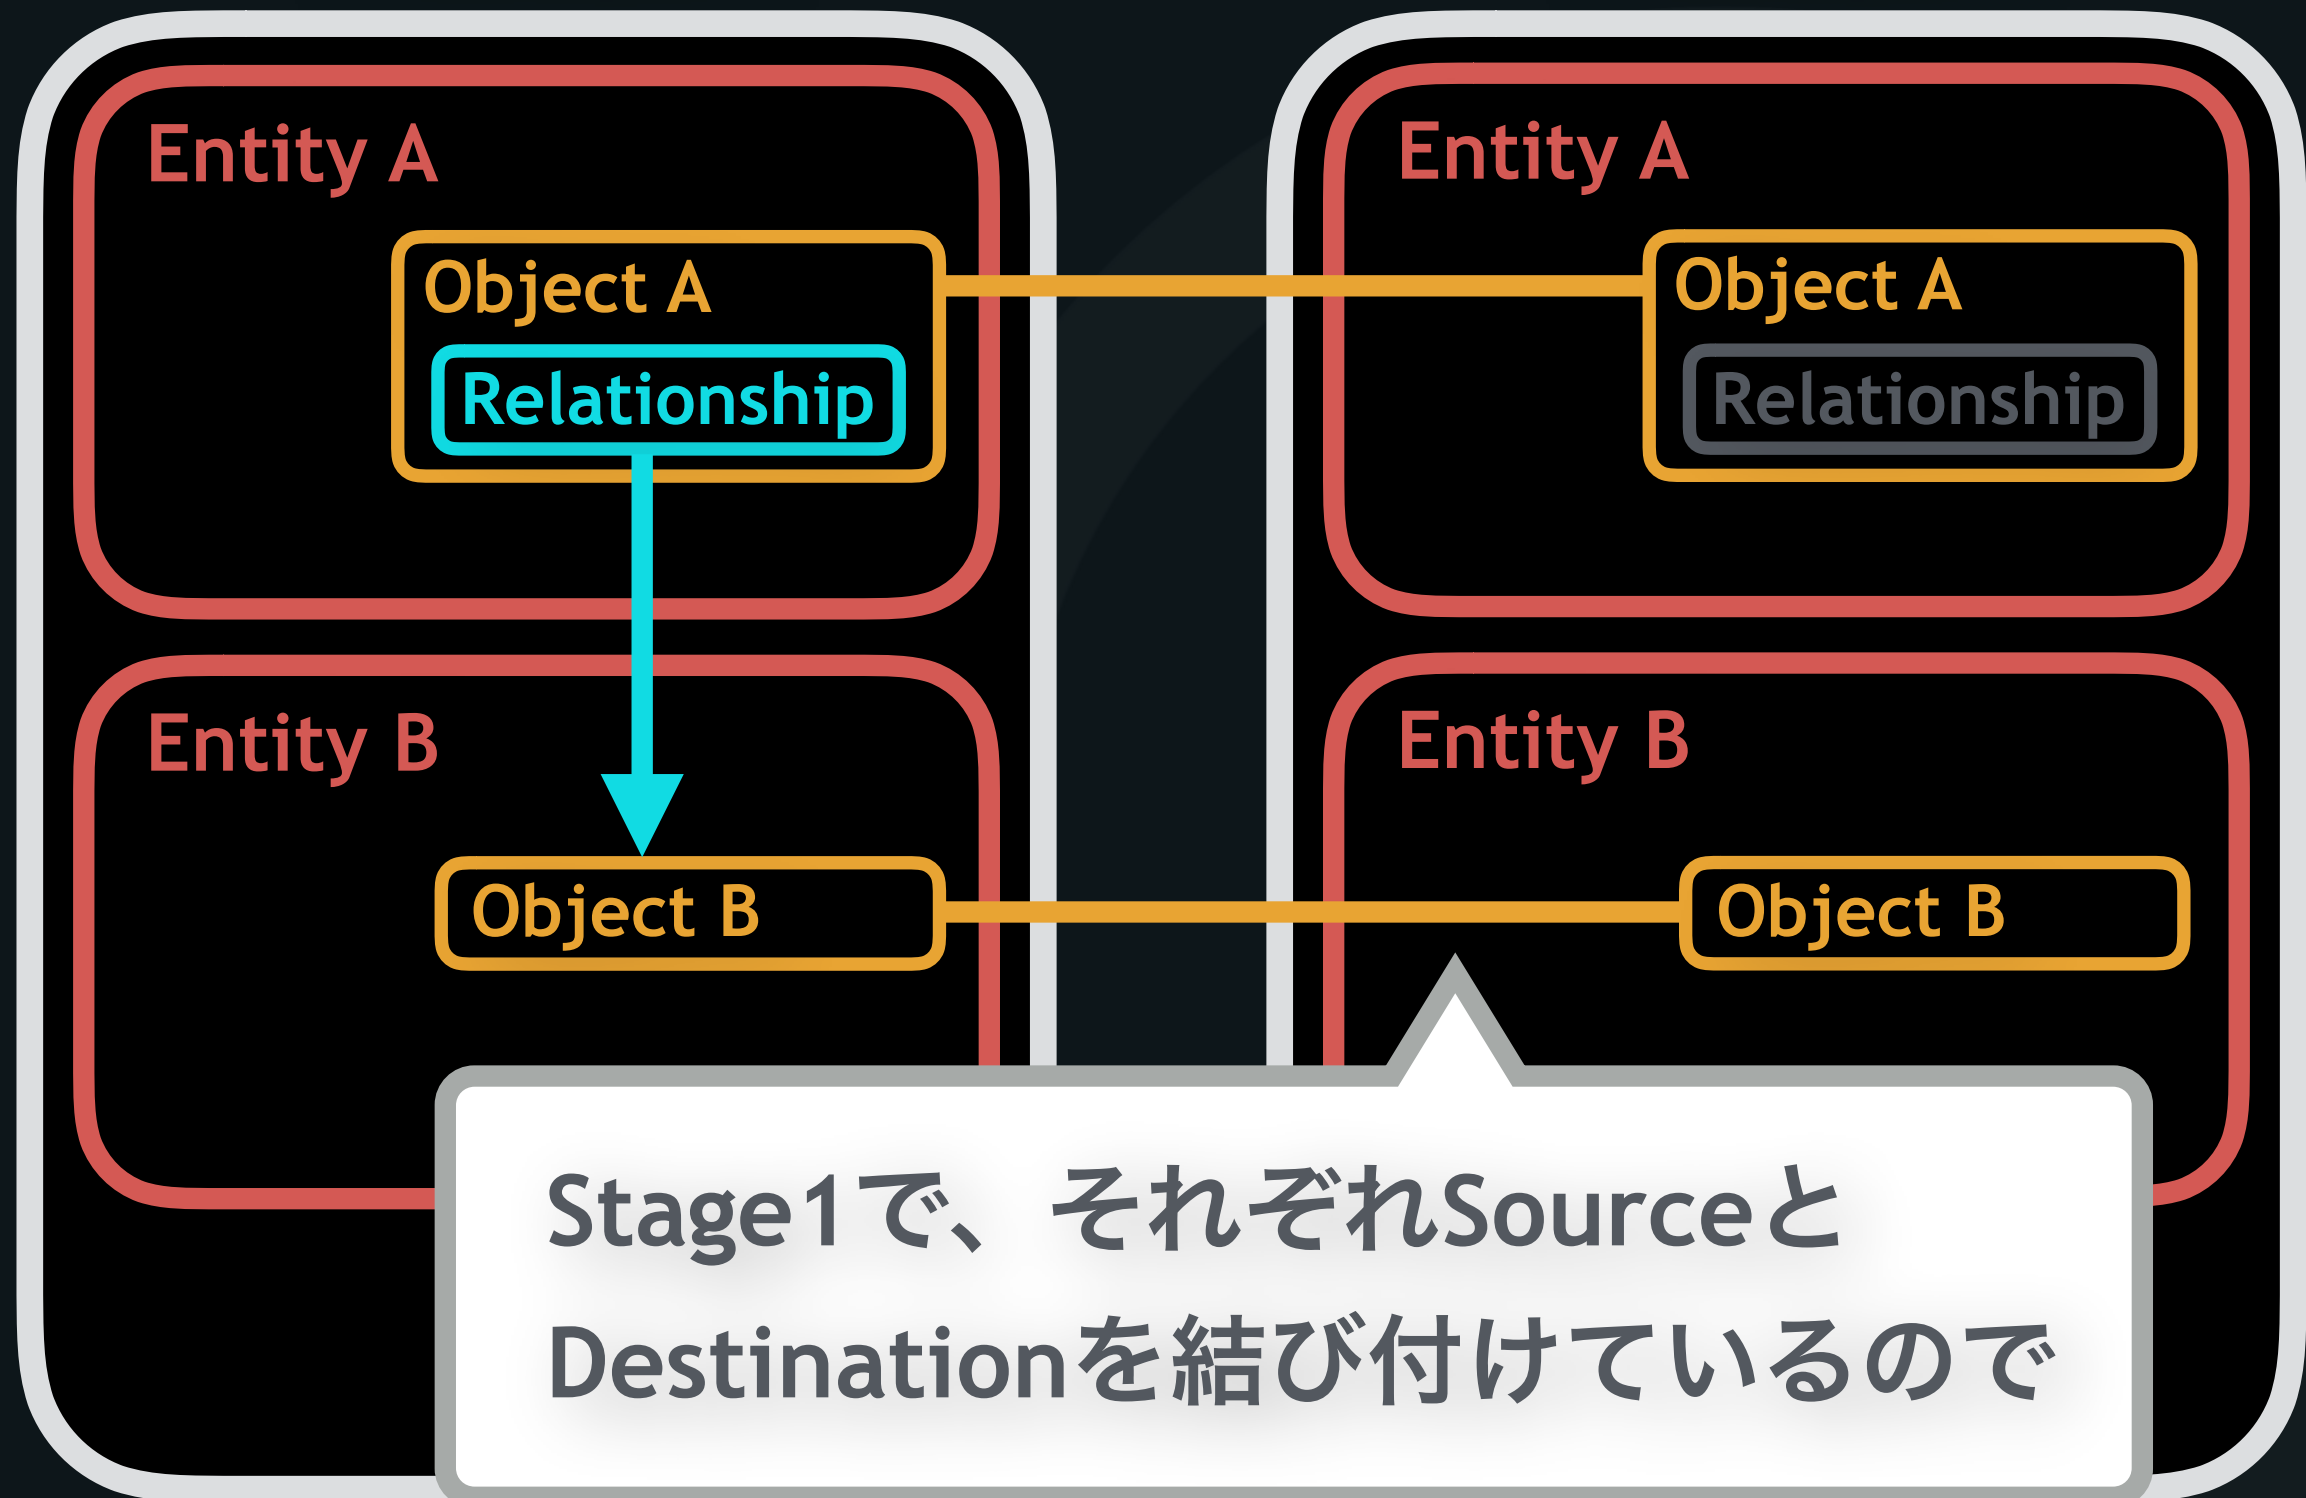 Entity A
Object A
Relationship
Entity B
Object B
Entity A
Object A
Relationship
Entity B
Object B
Stage1で、それぞれSourceと
Destinationを結び付けているので